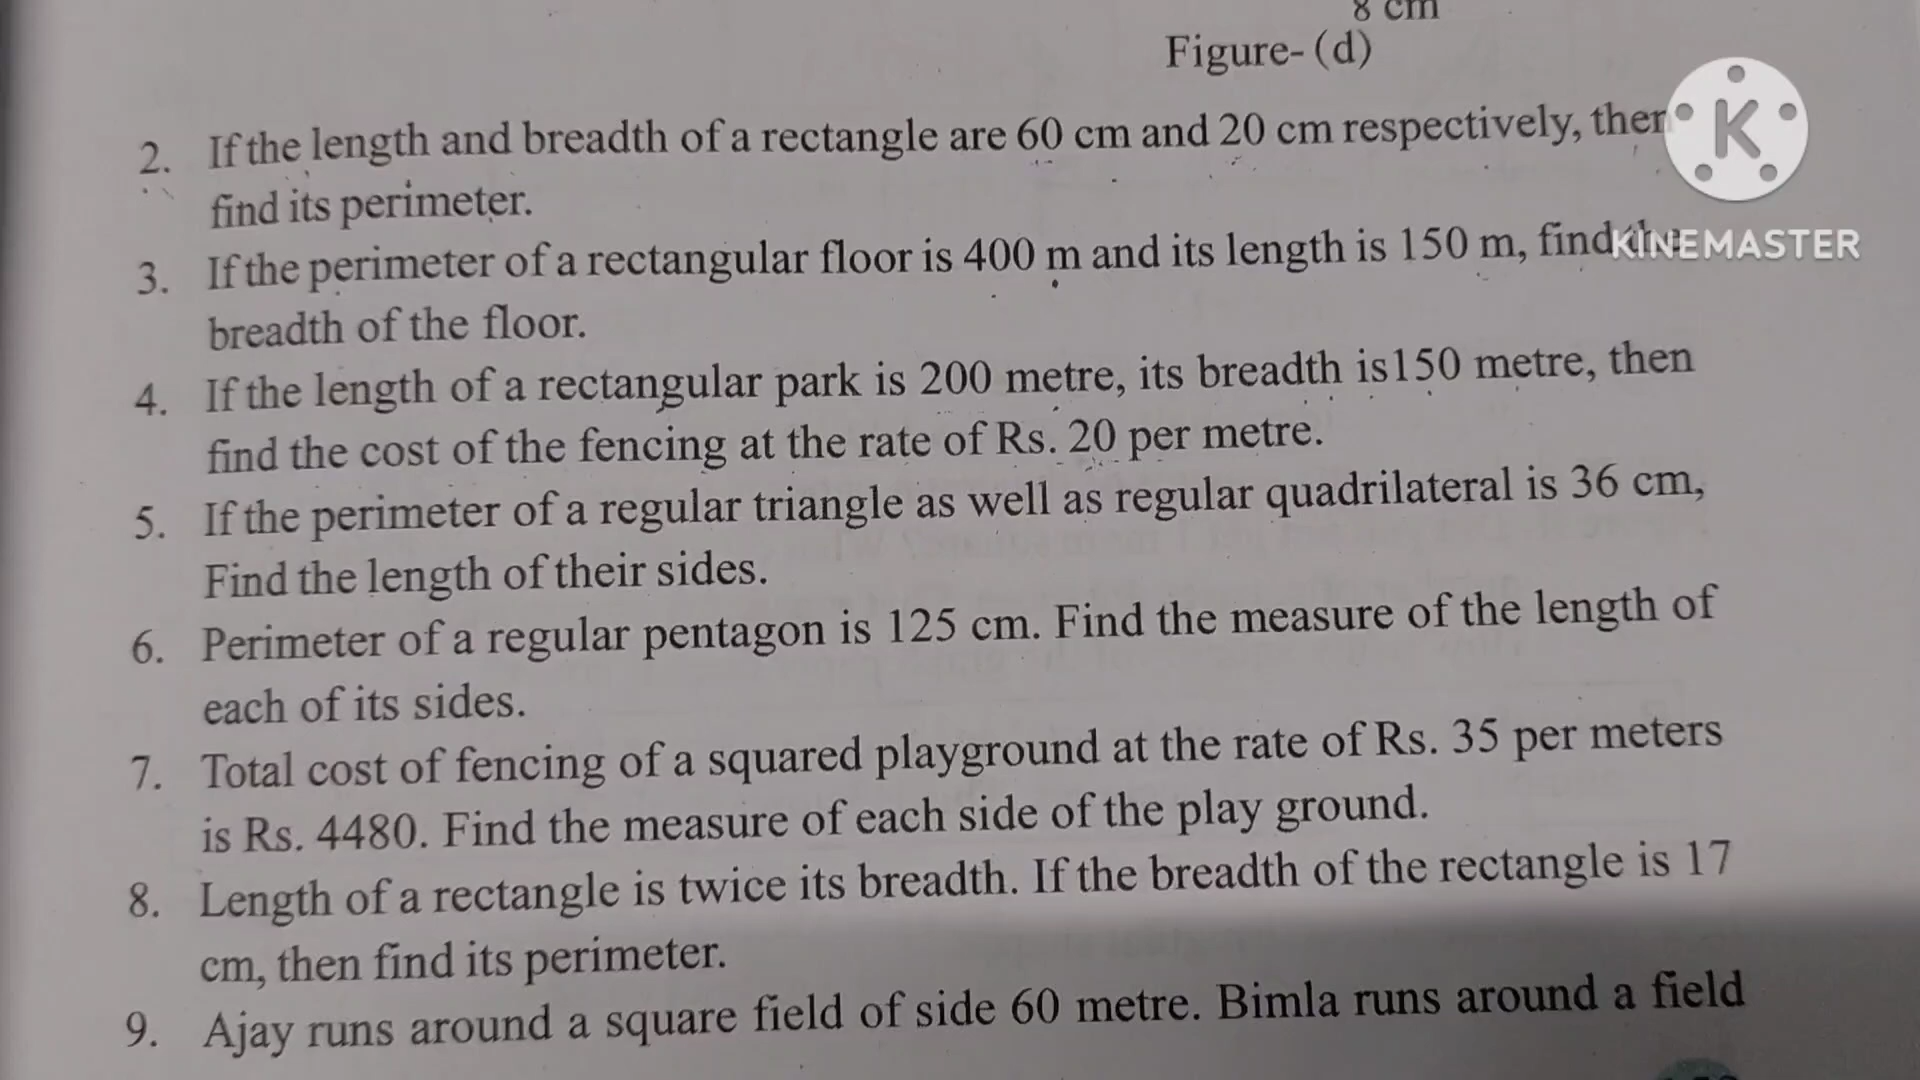 8 cm
Figure- (d)
2. If the length and breadth of a rectangle are 60 cm and 20 cm respectively, then
find its perimeter.
3. If the perimeter of a rectangular floor is 400 m and its length is 150 m, find the
breadth of the floor.
4. If the length of a rectangular park is 200 metre, its breadth is150 metre, then
find the cost of the fencing at the rate of Rs. 20 per metre.
5. If the perimeter of a regular triangle as well as regular quadrilateral is 36 cm,
Find the length of their sides.
6. Perimeter of a regular pentagon is 125 cm. Find the measure of the length of
each of its sides.
7. Total cost of fencing of a squared playground at the rate of Rs. 35 per meters
is Rs. 4480. Find the measure of each side of the play ground.
8. Length of a rectangle is twice its breadth. If the breadth of the rectangle is 17
cm, then find its perimeter.
9. Ajay runs around a square field of side 60 metre. Bimla runs around a field
K
KINEMASTER